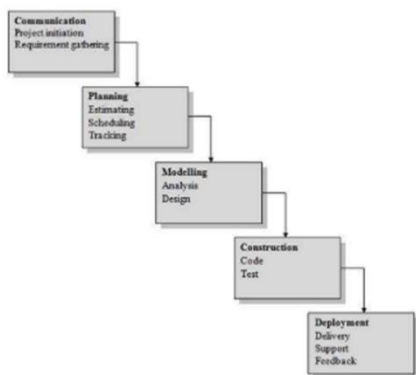 Communication
Project initiation
Requirement gathering
Planning
Estimating
Scheduling
Tracking
Modelling
Analysis
Design
Construction
Code
Test
Deployment
Delivery
Support
Feedback